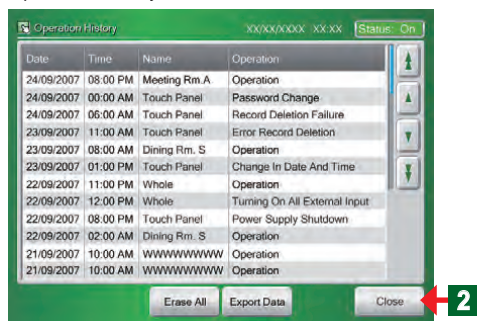 Operation History XX/XX/XXXX XX:XX Status: On
Date Time Name Operation
24/09/2007 08:00 PM Meeting Rm.A Operation
24/09/2007 00:00 AM Touch Panel Password Change
24/09/2007 06:00 AM Touch Panel Record Deletion Failure
23/09/2007 11:00 AM Touch Panel Error Record Deletion
23/09/2007 08:00 AM Dining Rm. S Operation
23/09/2007 01:00 PM Touch Panel Change In Date And Time
22/09/2007 11:00 PM Whole Operation
22/09/2007 12:00 PM Whole Turning On All External Input
22/09/2007 08:00 PM Touch Panel Power Supply Shutdown
22/09/2007 02:00 AM Dining Rm. S Operation
21/09/2007 10:00 AM WWWWWWWW Operation
21/09/2007 10:00 AM WWWWWWWW Operation
Erase All Export Data Close 2